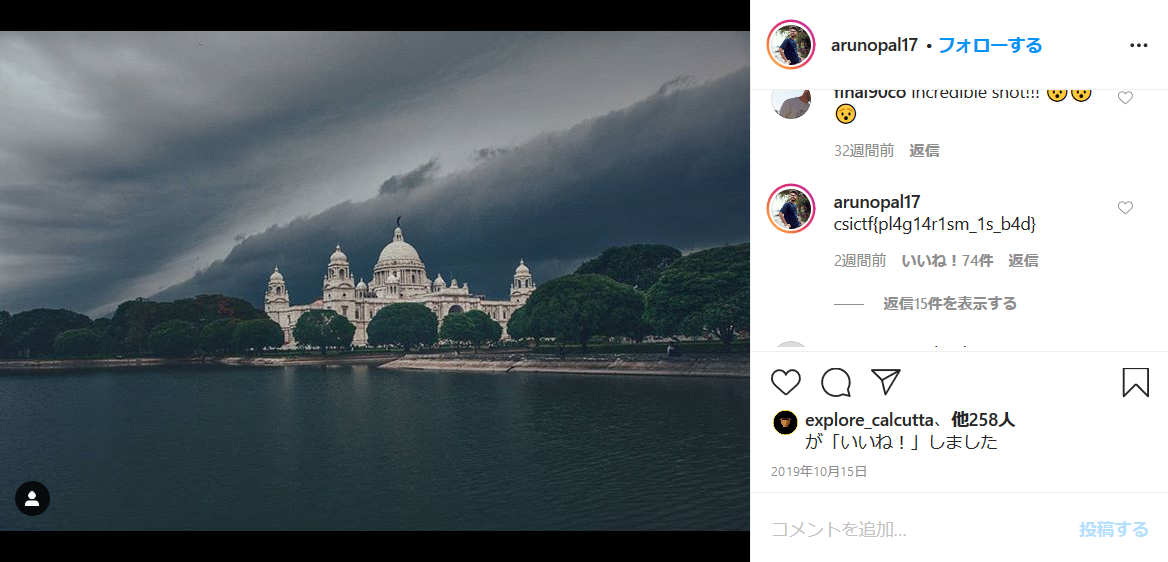 arunopal17 • フォローする
final90co Incredible shot!!! 😯😯
😯
32週間前 返信
arunopal17
csictf{pl4g14r1sm_1s_b4d}
2週間前 いいね！74件 返信
返信15件を表示する
explore_calcutta、他258人
が「いいね！」しました
2019年10月15日
コメントを追加... 投稿する